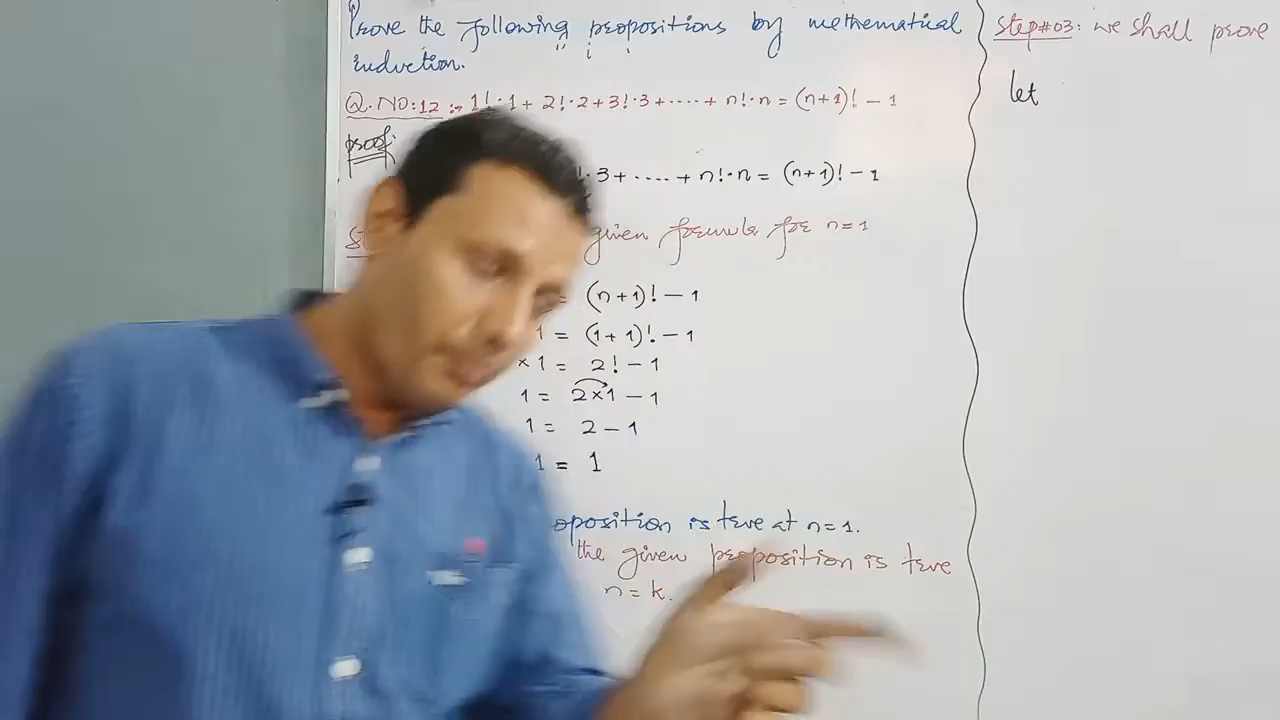 Prove the following propositions by mathematical
induction.
Q.NO:12 :- 1!·1 + 2!·2 + 3!·3 + ···· + n!·n = (n+1)! - 1
proof:
!·3 + ···· + n!·n = (n+1)! - 1
given formula for n=1
= (n+1)! - 1
1 = (1+1)! - 1
×1 = 2! - 1
1 = 2×1 - 1
1 = 2 - 1
1 = 1
oposition is true at n=1.
the given proposition is true
n = k.
Step#03: we shall prove
let